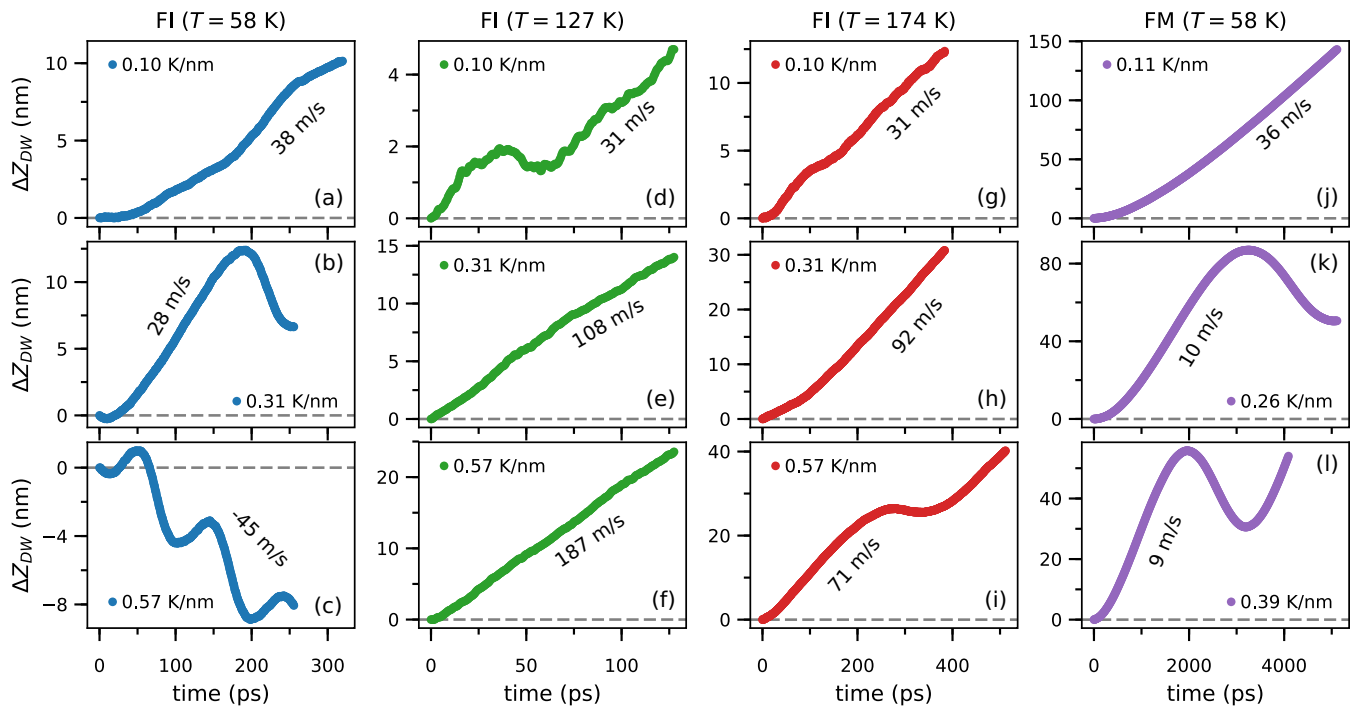 FI (T = 58 K)
FI (T = 127 K)
FI (T = 174 K)
FM (T = 58 K)
ΔZ_DW (nm)
10
5
0
0.10 K/nm
38 m/s
(a)
4
2
0
0.10 K/nm
31 m/s
(d)
10
5
0
0.10 K/nm
31 m/s
(g)
150
100
50
0
0.11 K/nm
36 m/s
(j)
ΔZ_DW (nm)
10
5
0
(b)
28 m/s
0.31 K/nm
15
10
5
0
0.31 K/nm
108 m/s
(e)
30
20
10
0
0.31 K/nm
92 m/s
(h)
80
40
0
(k)
10 m/s
0.26 K/nm
ΔZ_DW (nm)
0
−4
−8
-45 m/s
0.57 K/nm
(c)
20
10
0
0.57 K/nm
187 m/s
(f)
40
20
0
0.57 K/nm
71 m/s
(i)
40
20
0
(l)
9 m/s
0.39 K/nm
0 100 200 300
0 50 100
0 200 400
0 2000 4000
time (ps)
time (ps)
time (ps)
time (ps)